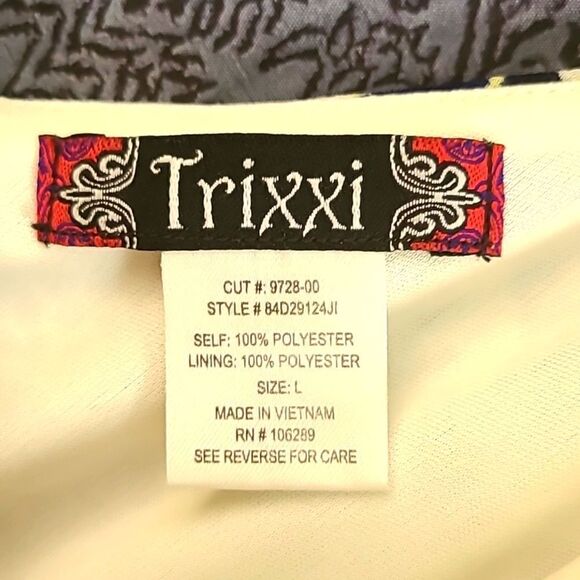 Trixxi
CUT #: 9728-00
STYLE # 84D29124JI
SELF: 100% POLYESTER
LINING: 100% POLYESTER
SIZE: L
MADE IN VIETNAM
RN # 106289
SEE REVERSE FOR CARE